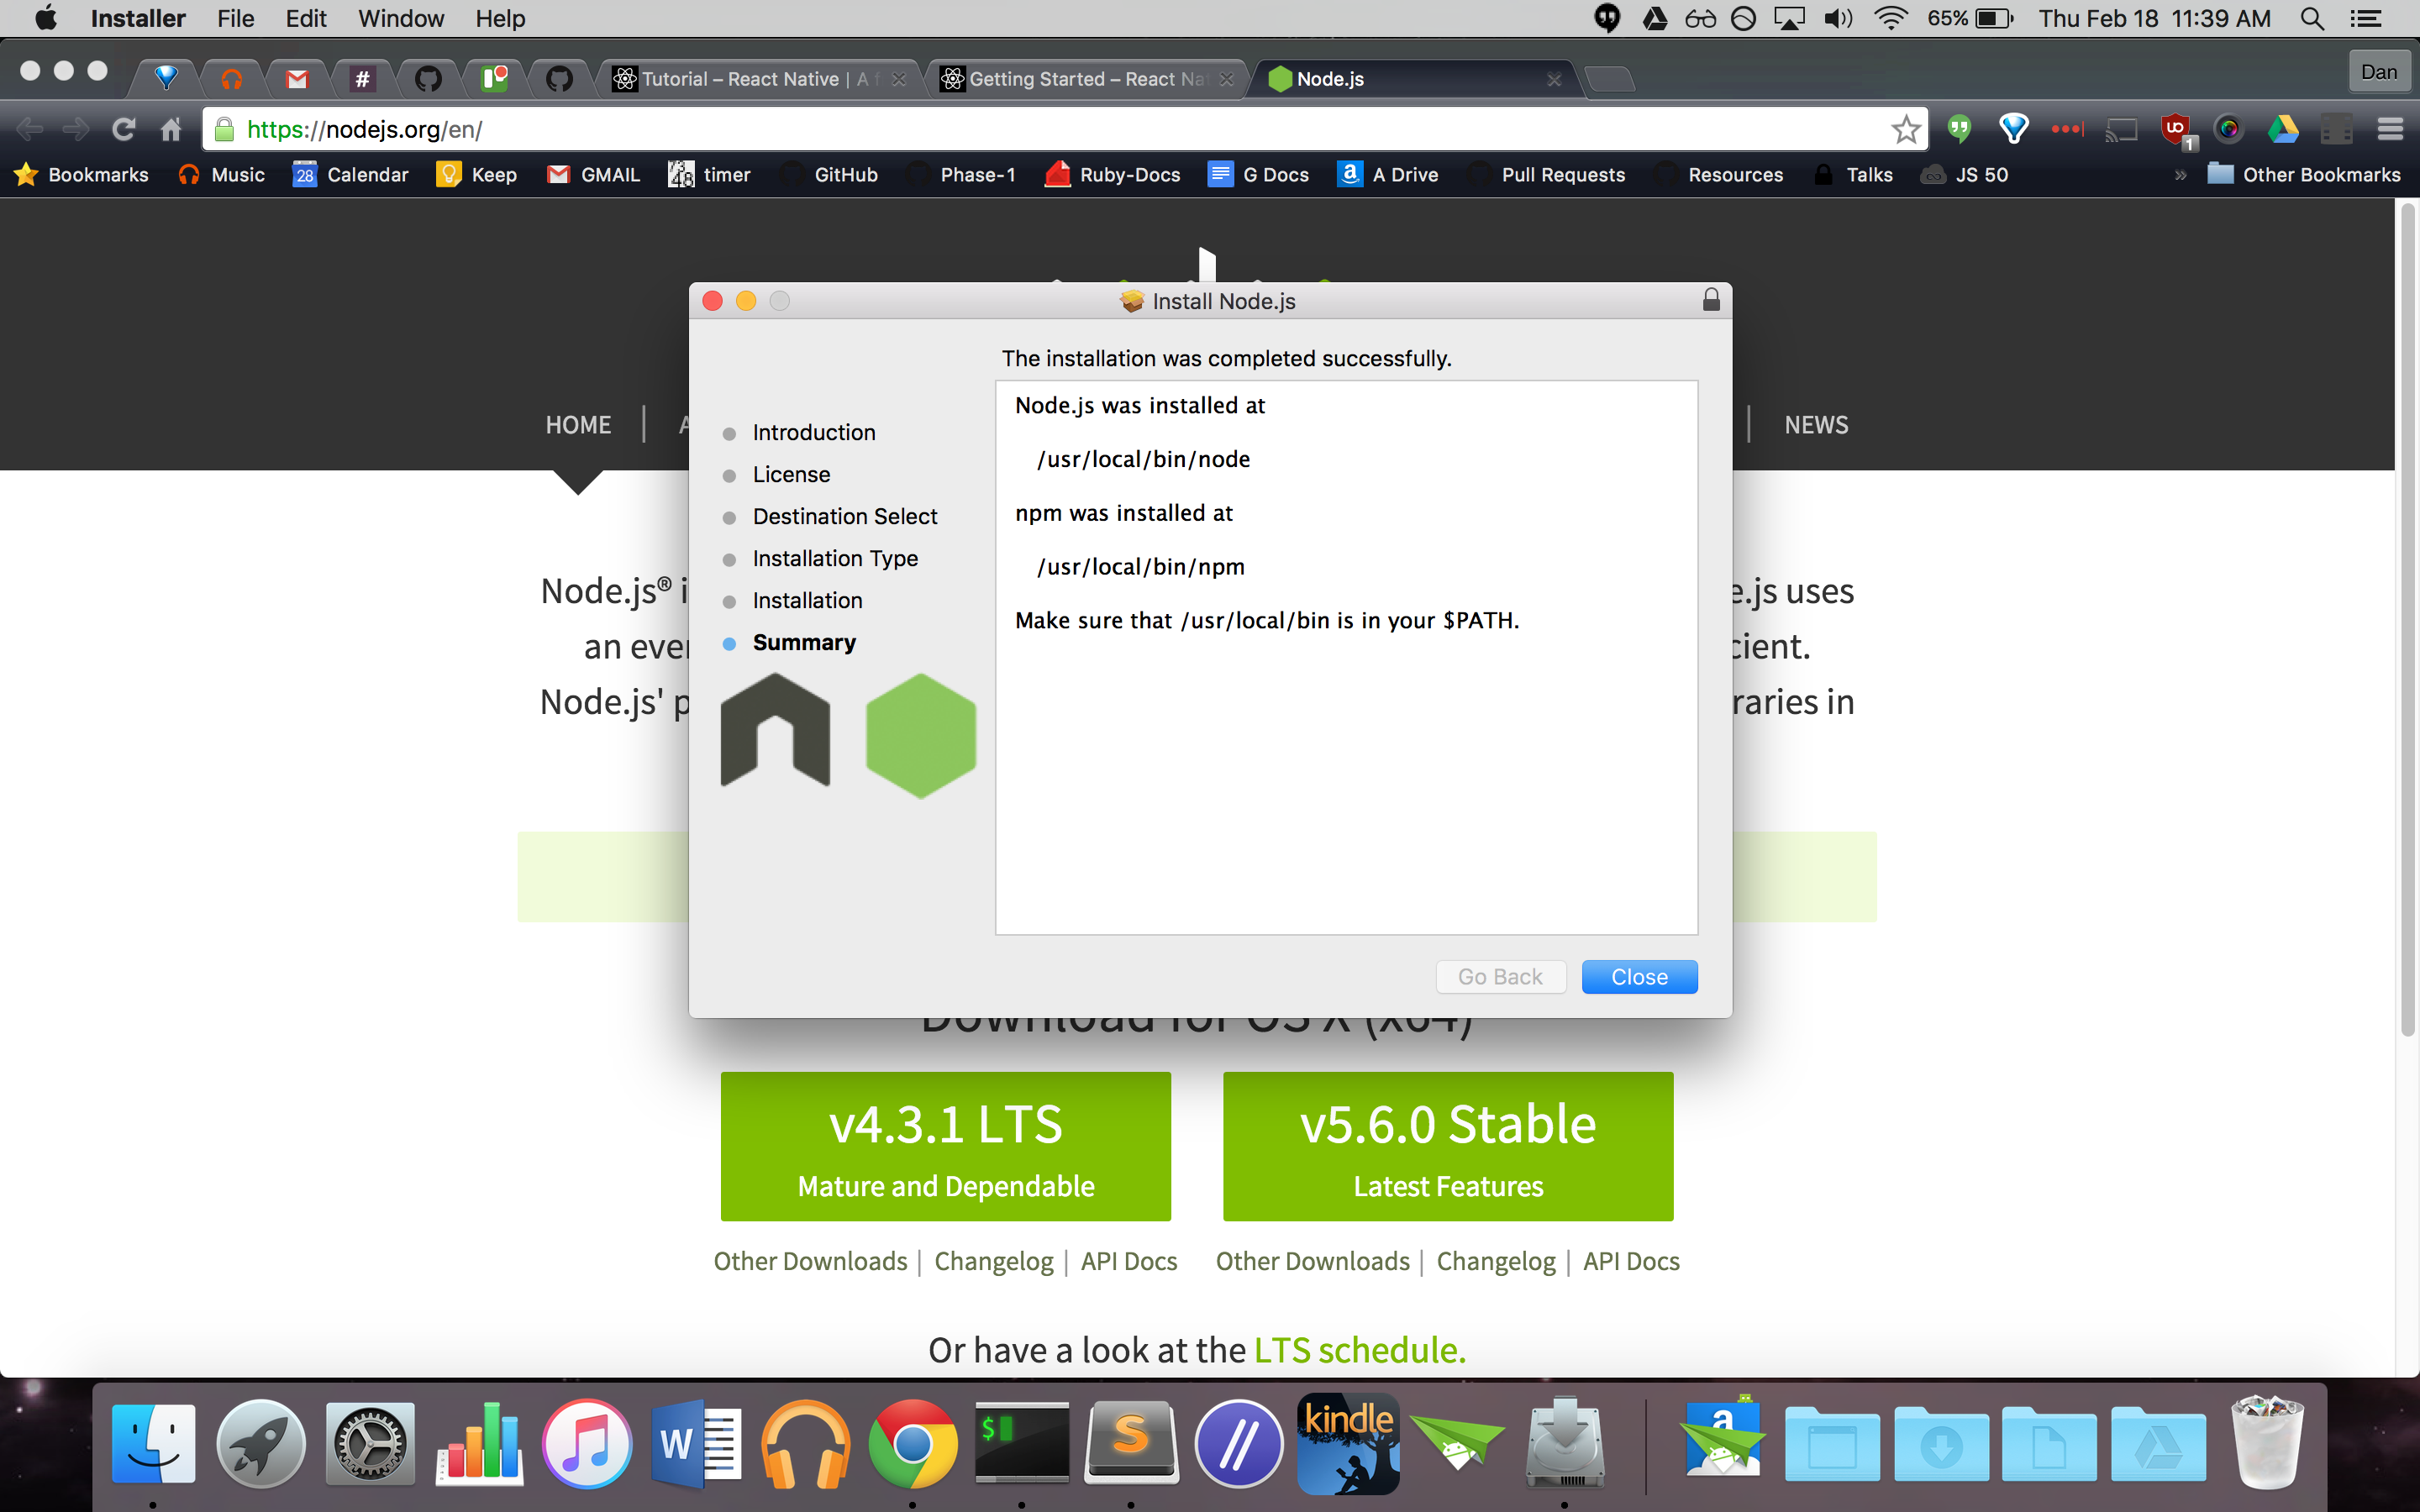 Installer File Edit Window Help 65% Thu Feb 18 11:39 AM
# Tutorial – React Native | A f Getting Started – React Nat Node.js Dan
https://nodejs.org/en/ 1
Bookmarks Music 28 Calendar Keep GMAIL timer GitHub Phase-1 Ruby-Docs G Docs a A Drive Pull Requests Resources Talks JS 50 » Other Bookmarks
Install Node.js
The installation was completed successfully.
Introduction
License
Destination Select
Installation Type
Installation
Summary
Node.js was installed at
/usr/local/bin/node
npm was installed at
/usr/local/bin/npm
Make sure that /usr/local/bin is in your $PATH.
Go Back Close
HOME | A | NEWS
Node.js® i e.js uses
an ever cient.
Node.js' p raries in
Download for OS X (x64)
v4.3.1 LTS
Mature and Dependable
v5.6.0 Stable
Latest Features
Other Downloads | Changelog | API Docs Other Downloads | Changelog | API Docs
Or have a look at the LTS schedule.
W $ S // kindle a